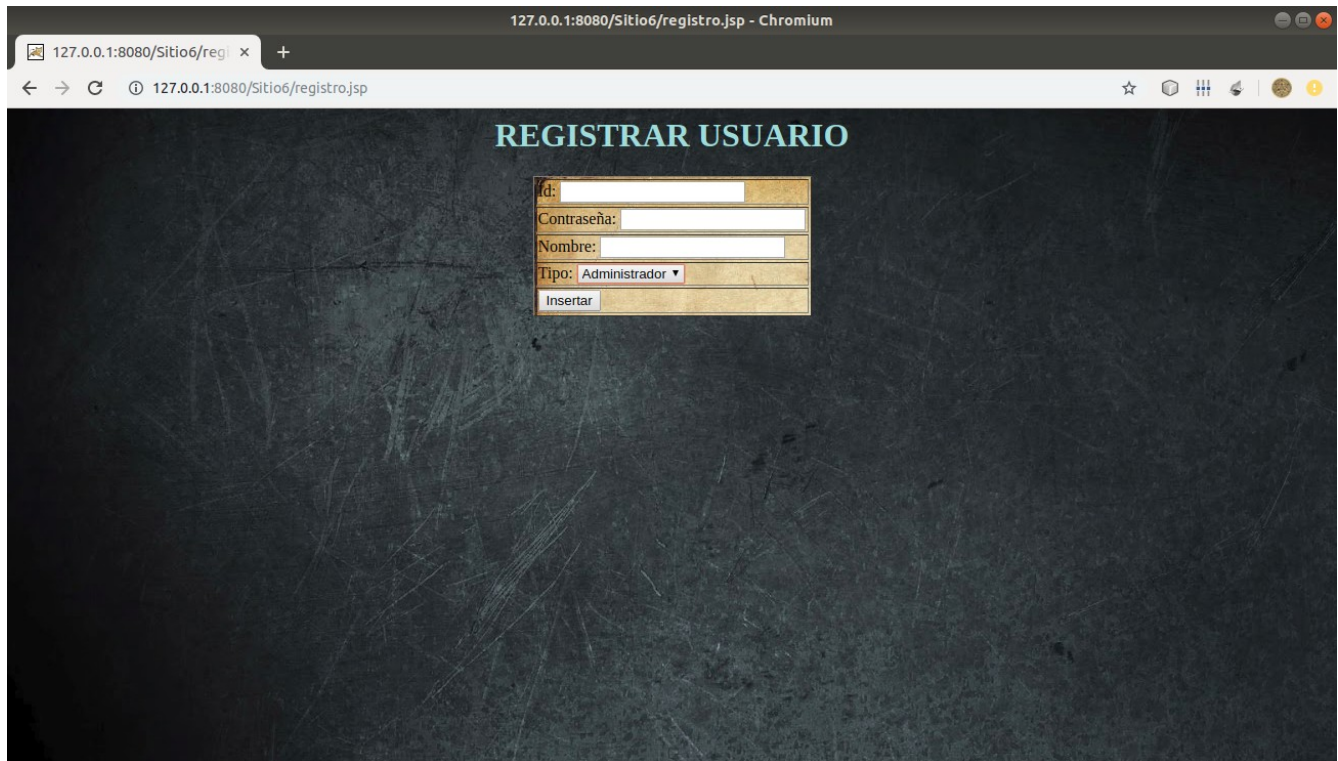 127.0.0.1:8080/Sitio6/registro.jsp - Chromium
127.0.0.1:8080/Sitio6/regi
127.0.0.1:8080/Sitio6/registro.jsp
REGISTRAR USUARIO
Id:
Contraseña:
Nombre:
Tipo: Administrador
Insertar